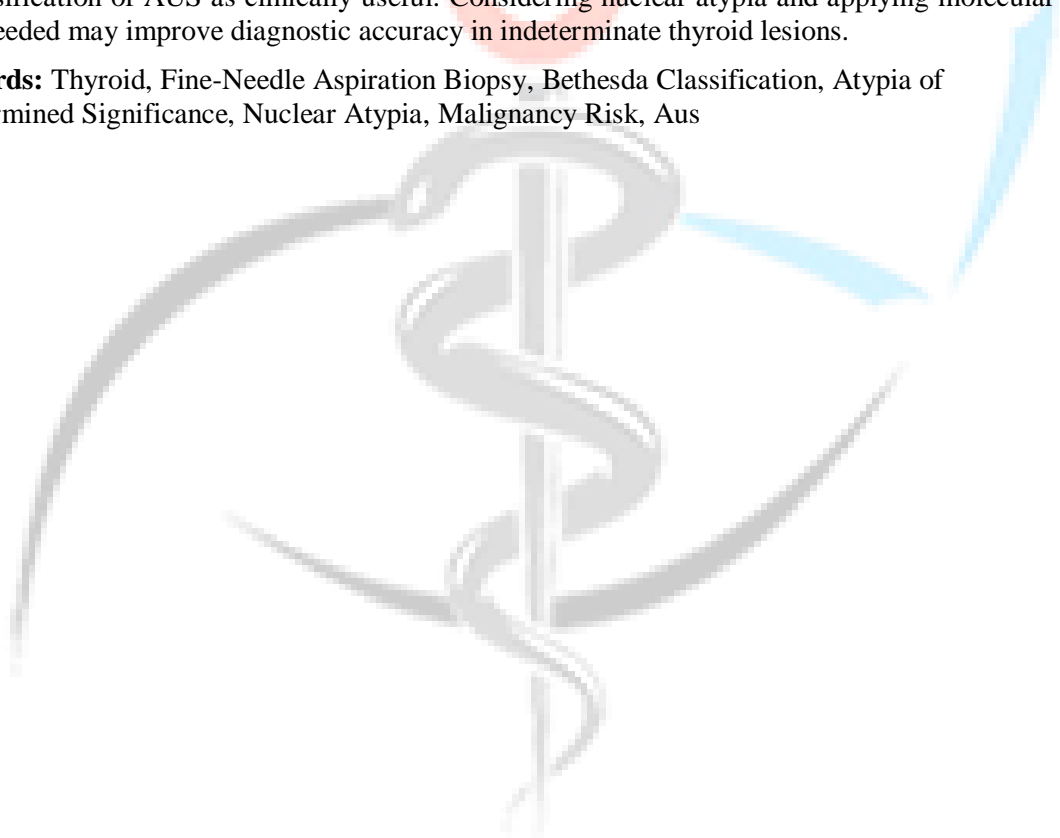 sification of AUS as clinically useful. Considering nuclear atypia and applying molecular
eeded may improve diagnostic accuracy in indeterminate thyroid lesions.
rds: Thyroid, Fine-Needle Aspiration Biopsy, Bethesda Classification, Atypia of
rmined Significance, Nuclear Atypia, Malignancy Risk, Aus